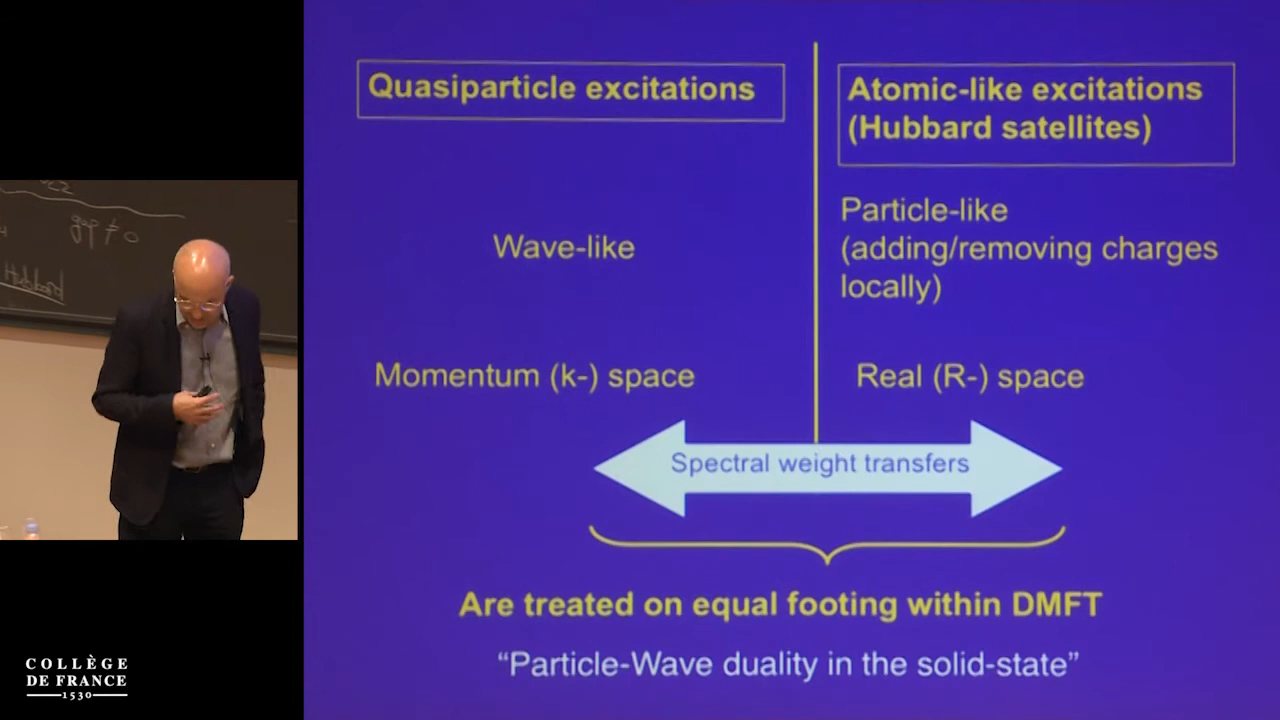 gap ≠ 0
Quasiparticle excitations
Atomic-like excitations
(Hubbard satellites)
Wave-like
Particle-like
(adding/removing charges
locally)
Momentum (k-) space
Real (R-) space
Spectral weight transfers
Are treated on equal footing within DMFT
“Particle-Wave duality in the solid-state”
COLLÈGE
DE FRANCE
1530